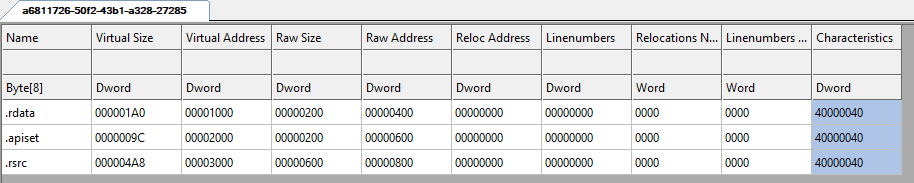 a6811726-50f2-43b1-a328-27285
Name Virtual Size Virtual Address Raw Size Raw Address Reloc Address Linenumbers Relocations N... Linenumbers ... Characteristics
Byte[8] Dword Dword Dword Dword Dword Dword Word Word Dword
.rdata 000001A0 00001000 00000200 00000400 00000000 00000000 0000 0000 40000040
.apiset 0000009C 00002000 00000200 00000600 00000000 00000000 0000 0000 40000040
.rsrc 000004A8 00003000 00000600 00000800 00000000 00000000 0000 0000 40000040